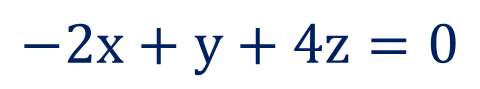 −2x + y + 4z = 0